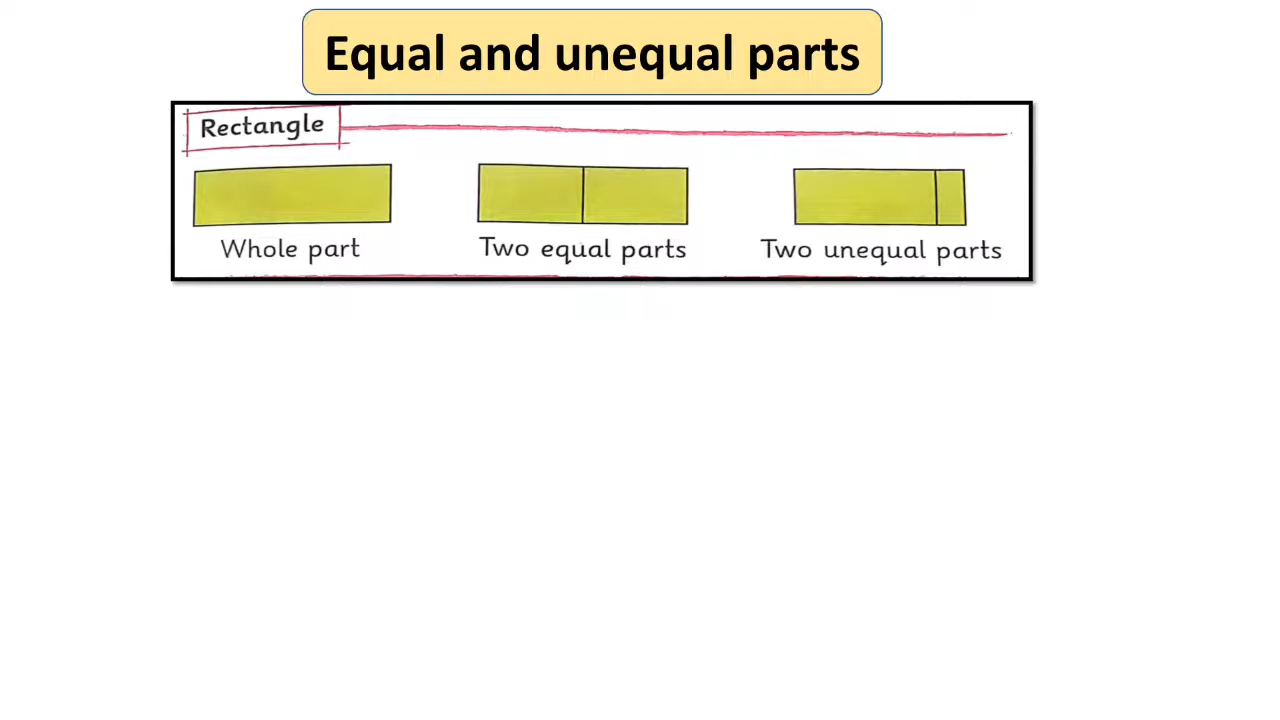 Equal and unequal parts
Rectangle
Whole part
Two equal parts
Two unequal parts